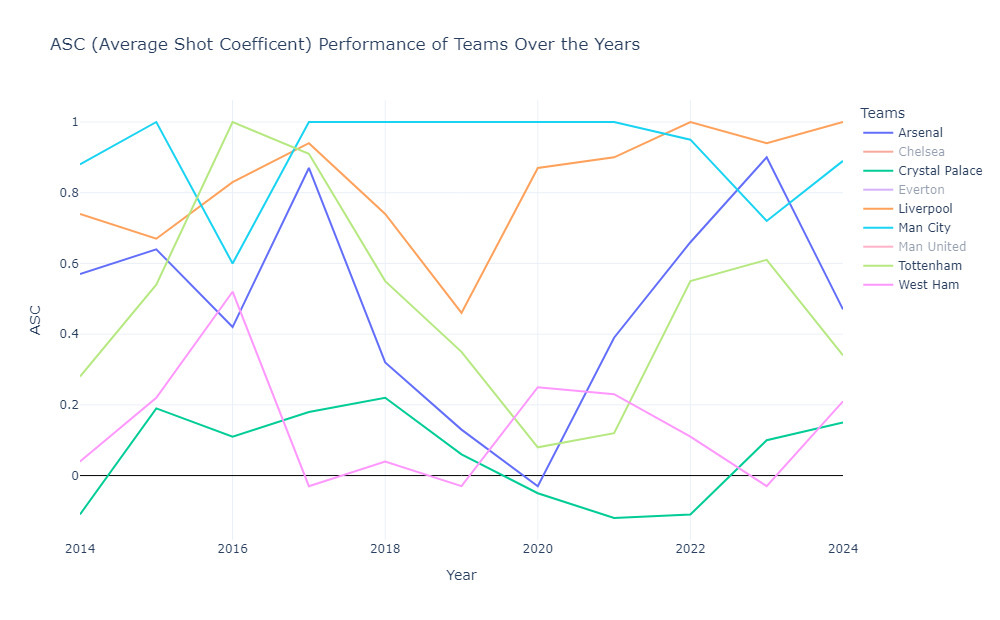 ASC (Average Shot Coefficent) Performance of Teams Over the Years
Teams
Arsenal
Chelsea
Crystal Palace
Everton
Liverpool
Man City
Man United
Tottenham
West Ham
ASC
1
0.8
0.6
0.4
0.2
0
2014 2016 2018 2020 2022 2024
Year